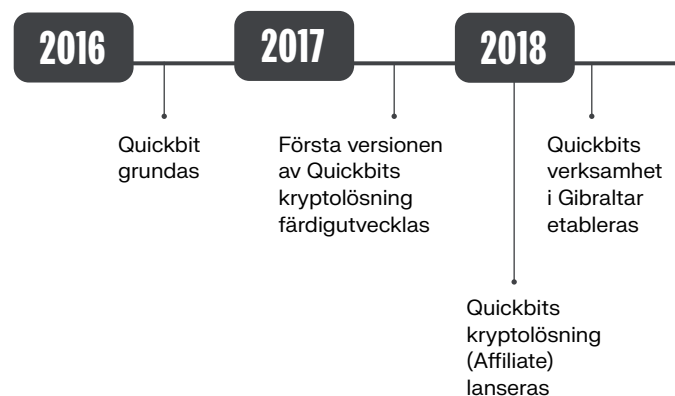 2016
2017
2018
Quickbit
grundas
Första versionen
av Quickbits
kryptolösning
färdigutvecklas
Quickbits
verksamhet
i Gibraltar
etableras
Quickbits
kryptolösning
(Affiliate)
lanseras